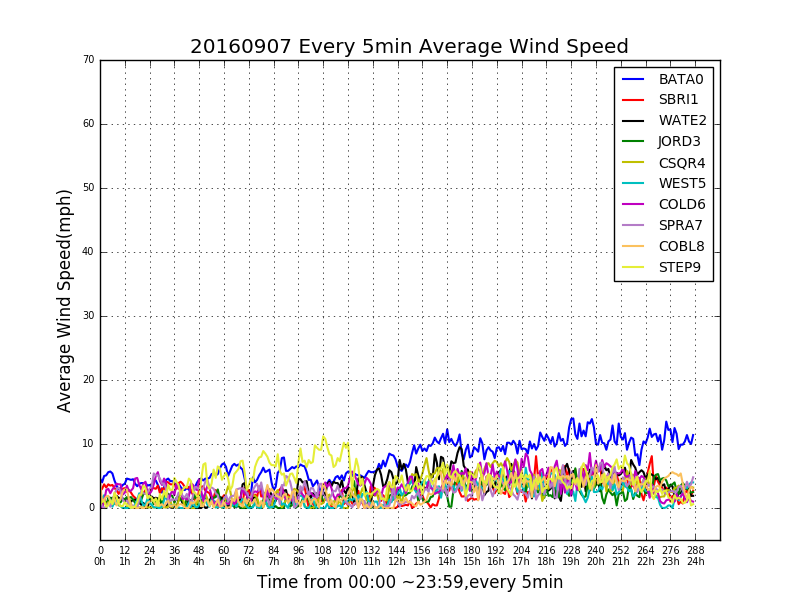 20160907 Every 5min Average Wind Speed
70
60
50
40
30
20
10
0
Average Wind Speed(mph)
BATA0
SBRI1
WATE2
JORD3
CSQR4
WEST5
COLD6
SPRA7
COBL8
STEP9
0 12 24 36 48 60 72 84 96 108 120 132 144 156 168 180 192 204 216 228 240 252 264 276 288
0h 1h 2h 3h 4h 5h 6h 7h 8h 9h 10h 11h 12h 13h 14h 15h 16h 17h 18h 19h 20h 21h 22h 23h 24h
Time from 00:00 ~23:59,every 5min